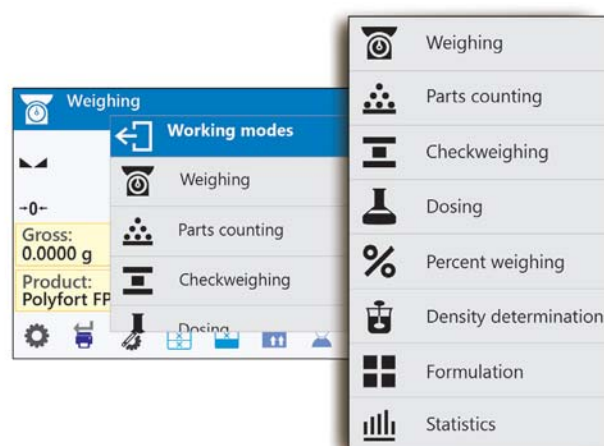 Weighing
Working modes
Weighing
Parts counting
Checkweighing
Dosing
→0←
Gross:
0.0000 g
Product:
Polyfort FP
Weighing
Parts counting
Checkweighing
Dosing
Percent weighing
Density determination
Formulation
Statistics